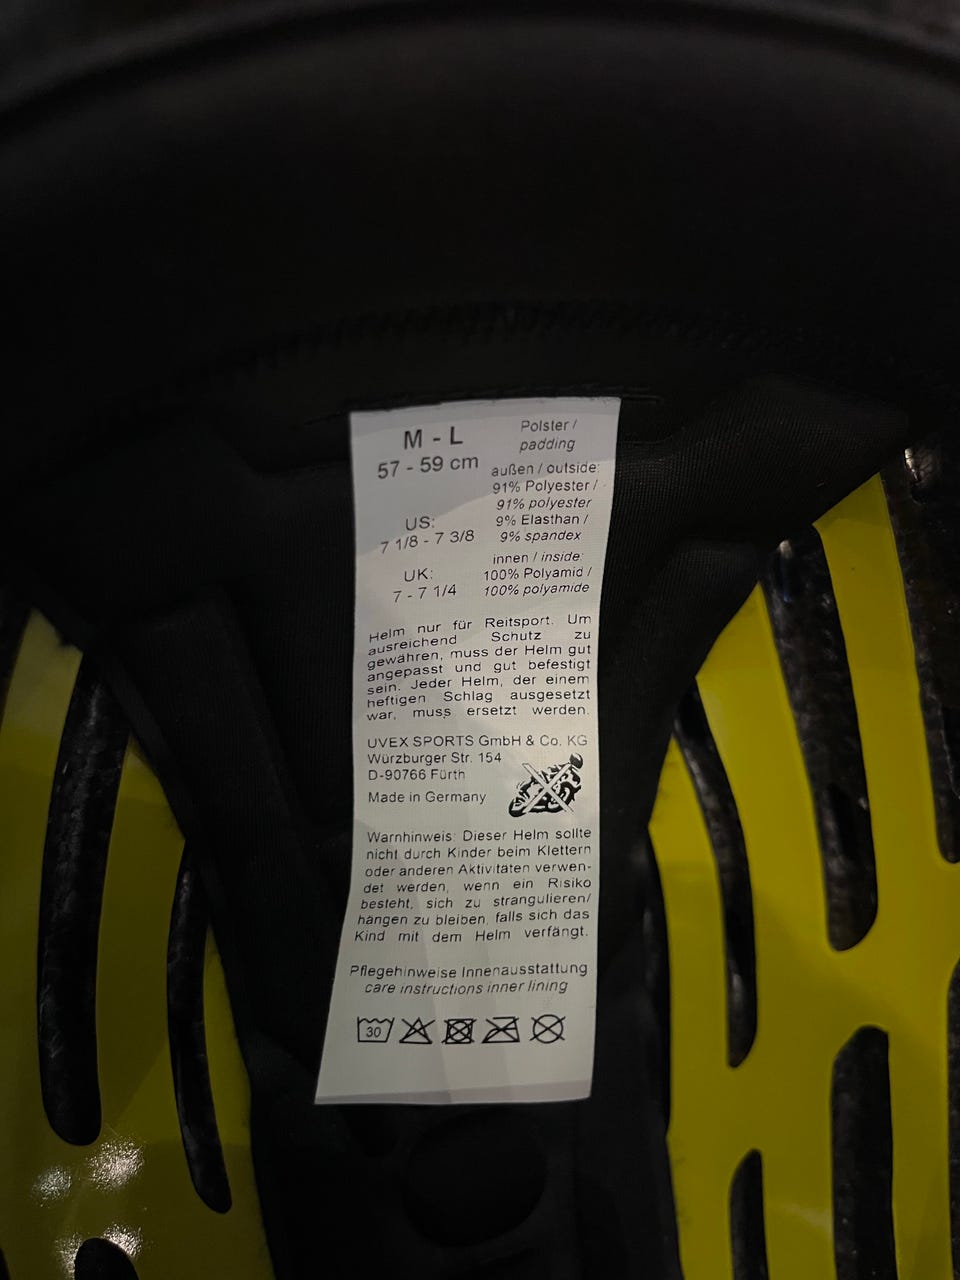 M - L
57 - 59 cm
US:
7 1/8 - 7 3/8
UK:
7 - 7 1/4
Polster /
padding
außen / outside:
91% Polyester /
91% polyester
9% Elasthan /
9% spandex
innen / inside:
100% Polyamid /
100% polyamide
Helm nur für Reitsport. Um
ausreichend Schutz zu
gewähren, muss der Helm gut
angepasst und gut befestigt
sein. Jeder Helm, der einem
heftigen Schlag ausgesetzt
war, muss ersetzt werden.
UVEX SPORTS GmbH & Co. KG
Würzburger Str. 154
D-90766 Fürth
Made in Germany
Warnhinweis: Dieser Helm sollte
nicht durch Kinder beim Klettern
oder anderen Aktivitäten verwen-
det werden, wenn ein Risiko
besteht, sich zu strangulieren/
hängen zu bleiben, falls sich das
Kind mit dem Helm verfängt.
Pflegehinweise Innenausstattung
care instructions inner lining
30